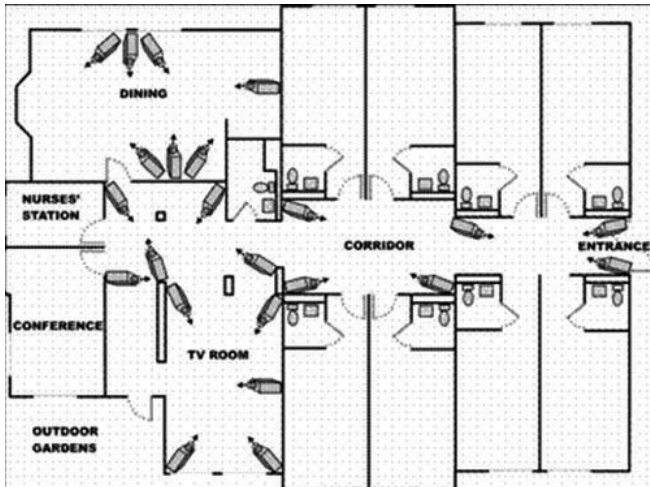 DINING
NURSES'
STATION
CORRIDOR
ENTRANCE
CONFERENCE
TV ROOM
OUTDOOR
GARDENS